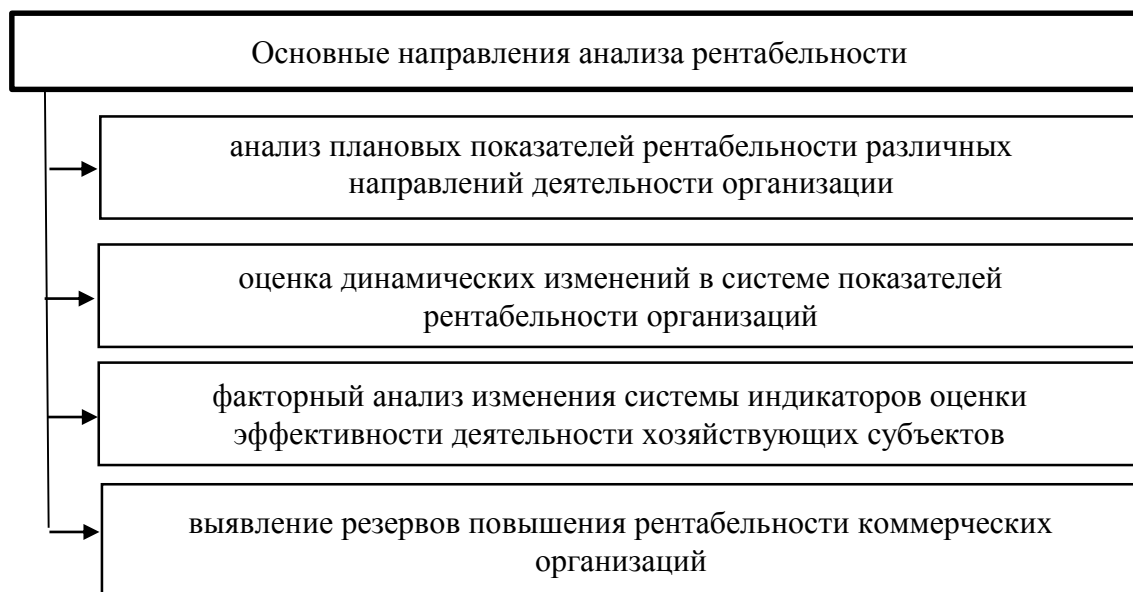 Основные направления анализа рентабельности
анализ плановых показателей рентабельности различных
направлений деятельности организации
оценка динамических изменений в системе показателей
рентабельности организаций
факторный анализ изменения системы индикаторов оценки
эффективности деятельности хозяйствующих субъектов
выявление резервов повышения рентабельности коммерческих
организаций